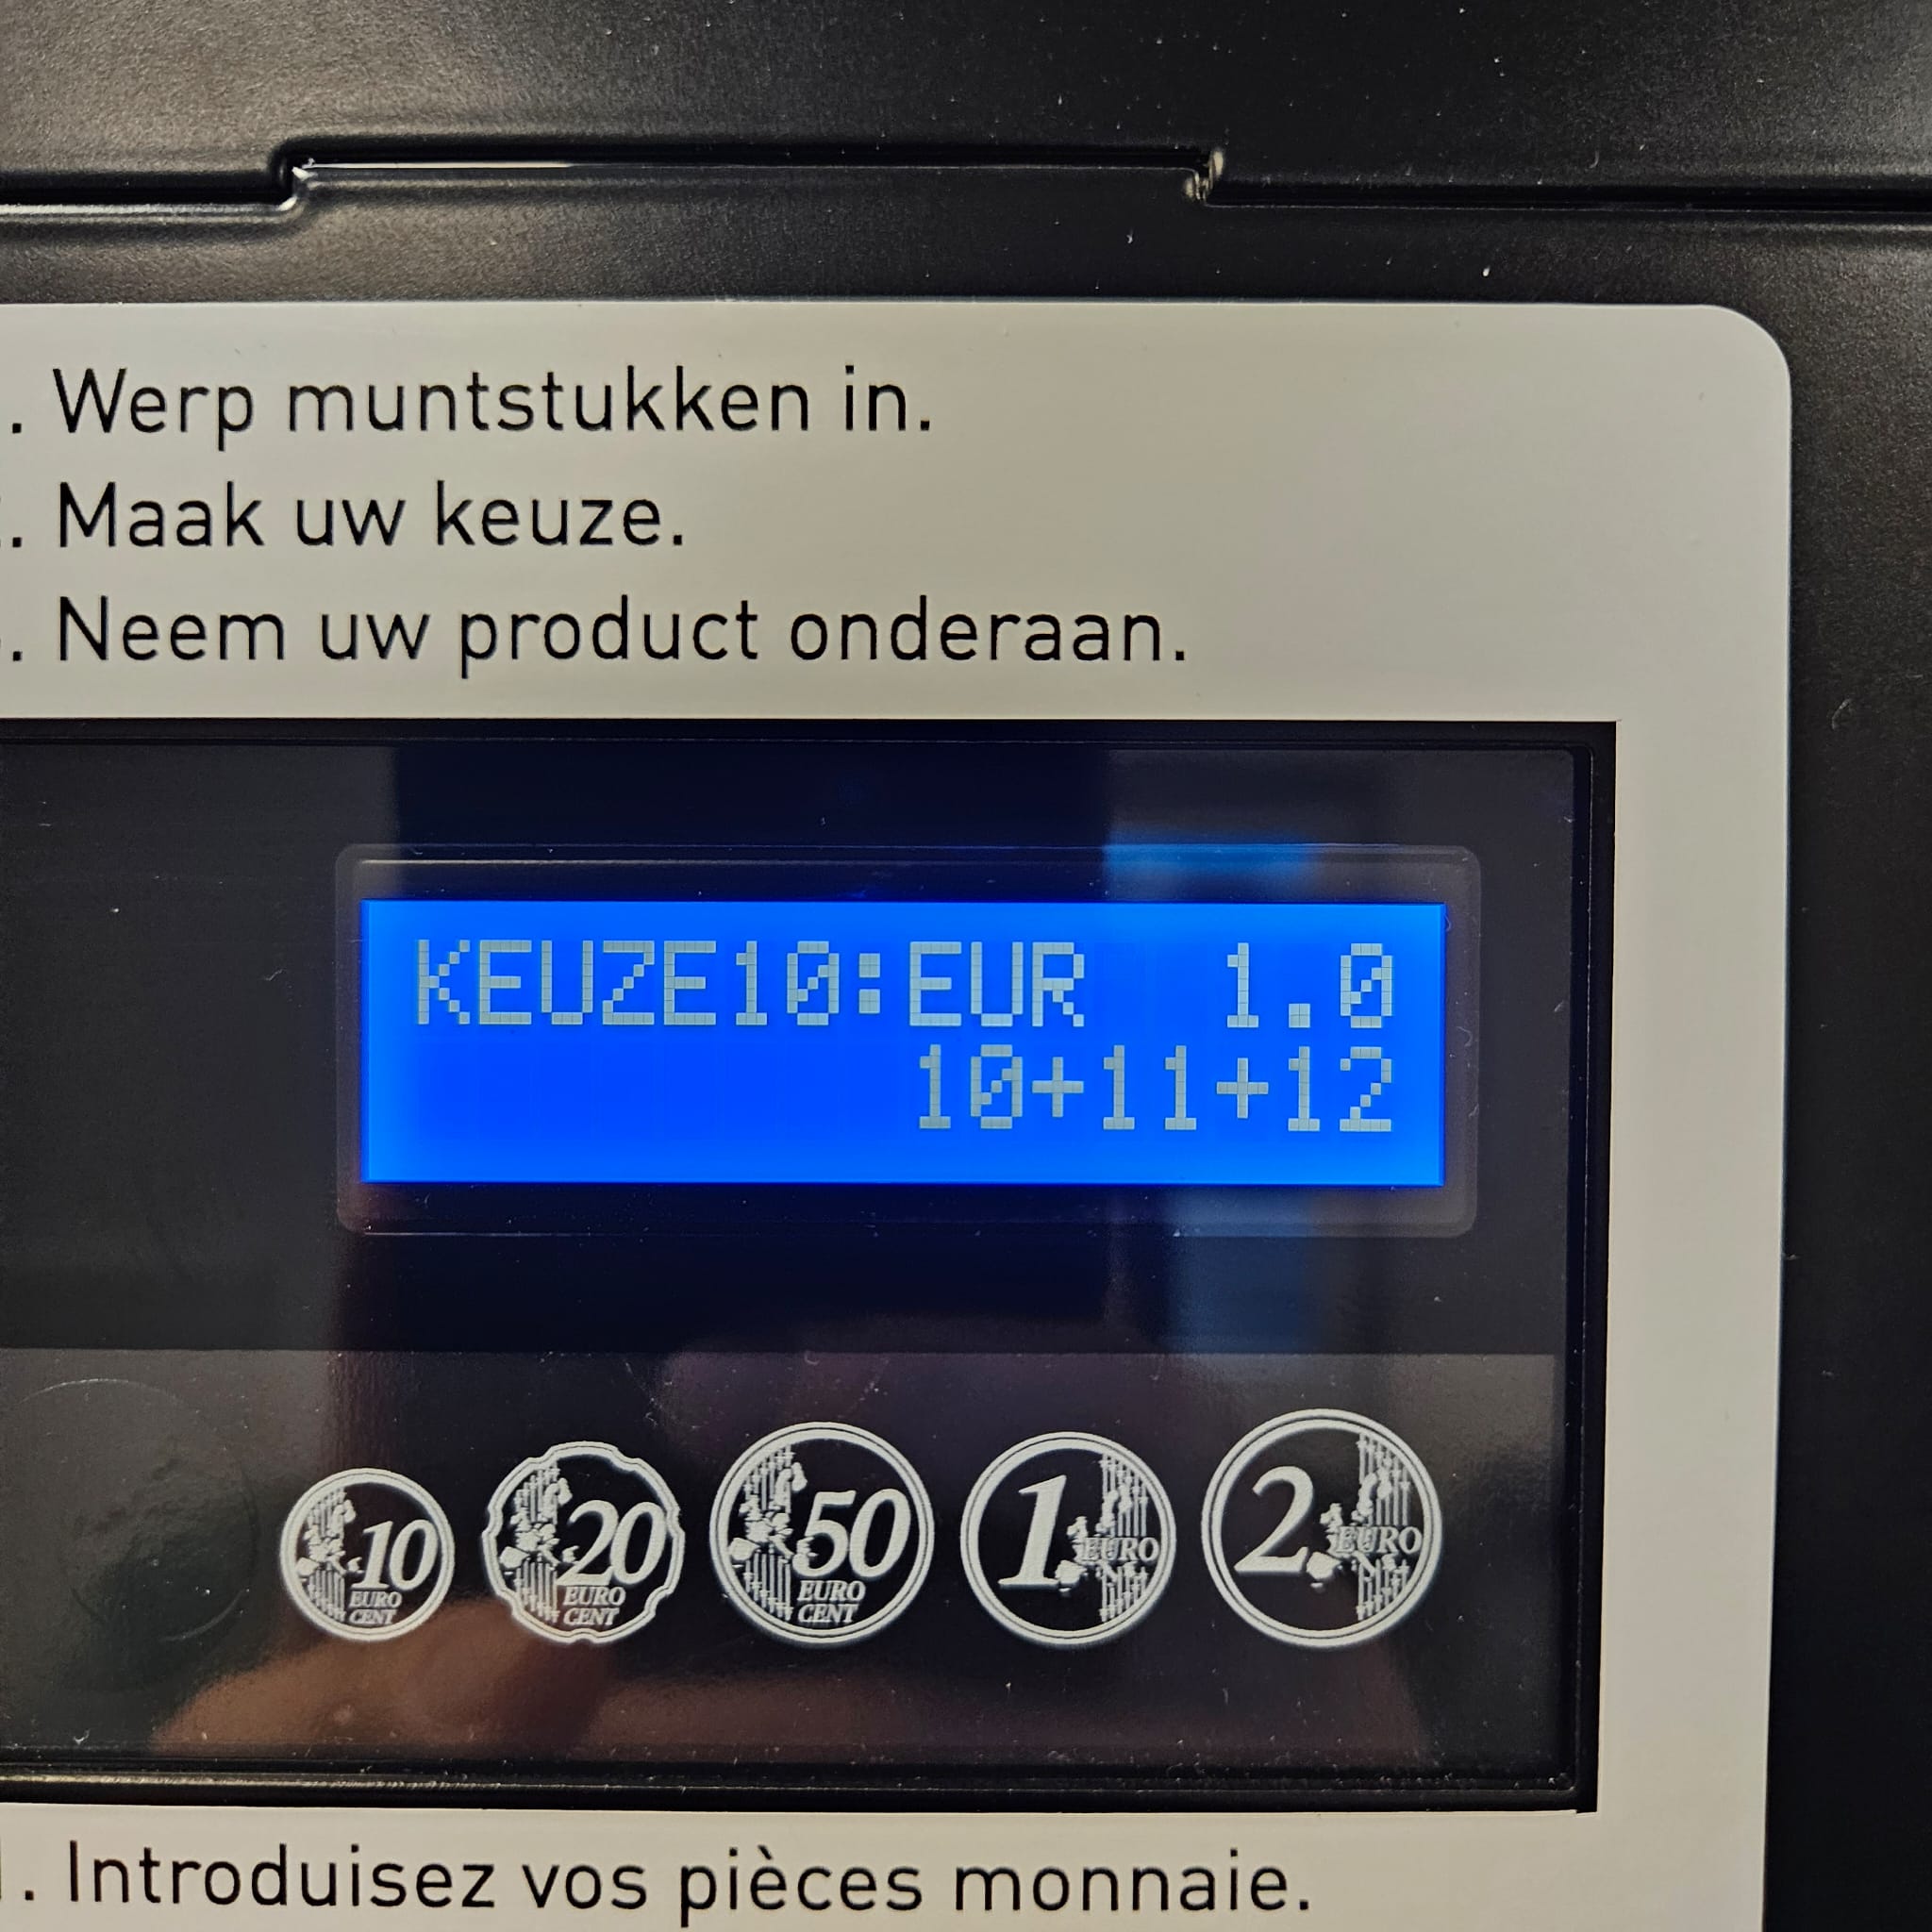 . Werp muntstukken in.
. Maak uw keuze.
. Neem uw product onderaan.
KEUZE10:EUR 1.0
10+11+12
10 EURO CENT
20 EURO CENT
50 EURO CENT
1 EURO
2 EURO
1. Introduisez vos pièces monnaie.